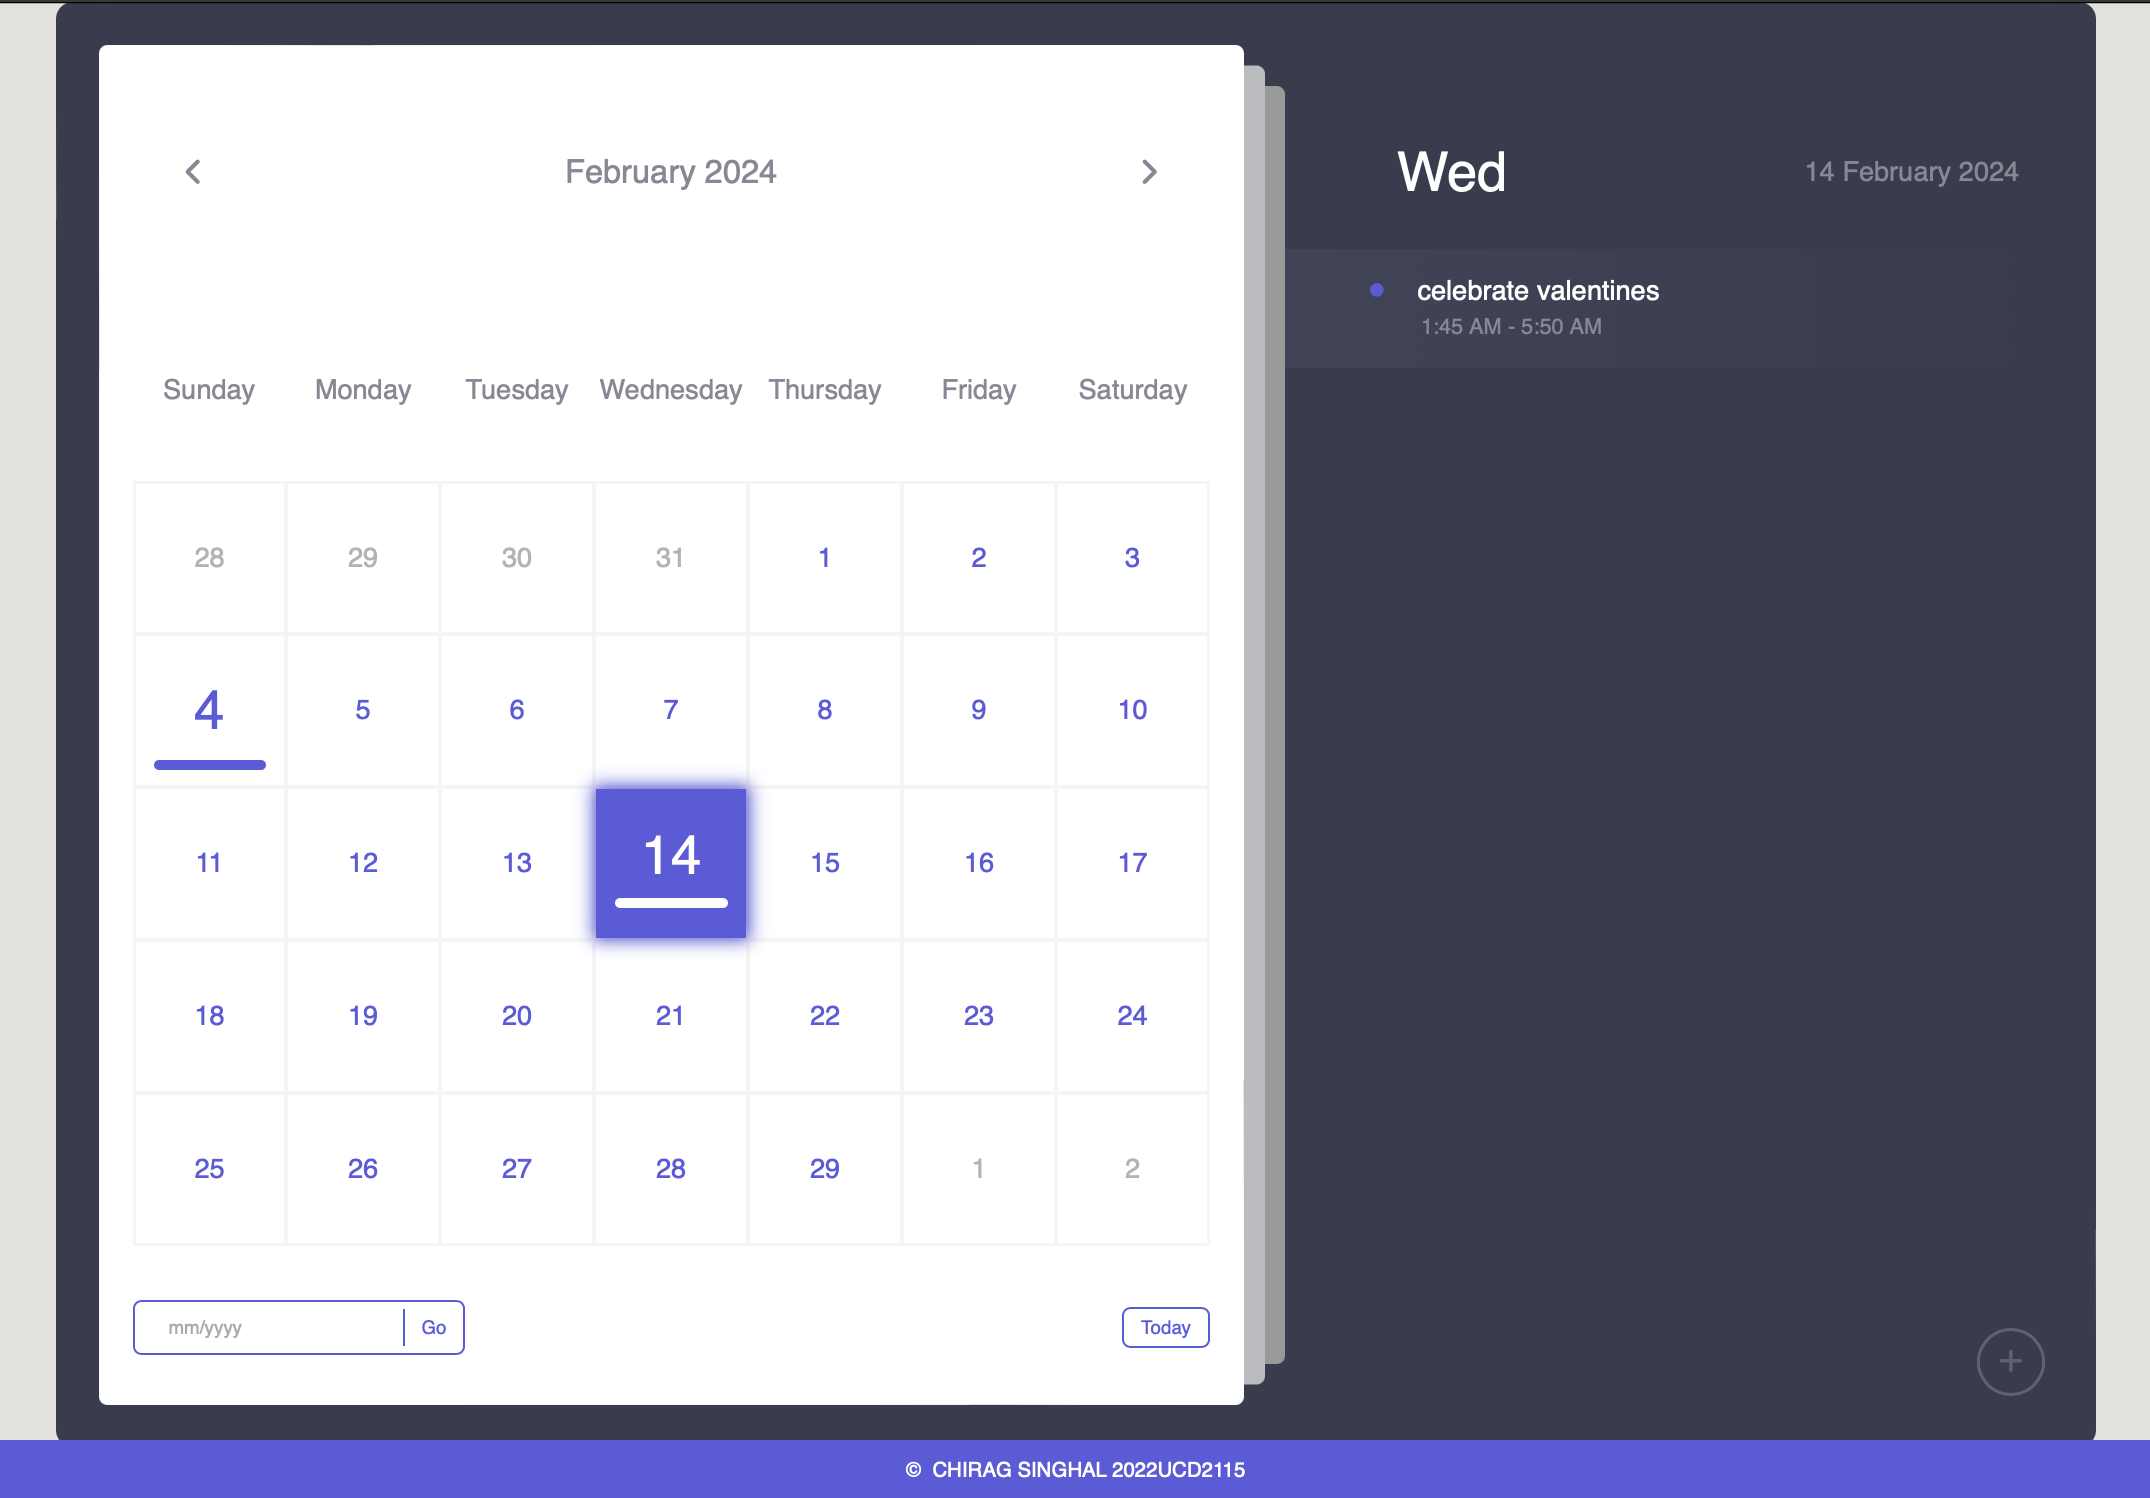 February 2024
Sunday Monday Tuesday Wednesday Thursday Friday Saturday
28 29 30 31 1 2 3
4 5 6 7 8 9 10
11 12 13 14 15 16 17
18 19 20 21 22 23 24
25 26 27 28 29 1 2
mm/yyyy Go Today
Wed 14 February 2024
celebrate valentines
1:45 AM - 5:50 AM
© CHIRAG SINGHAL 2022UCD2115